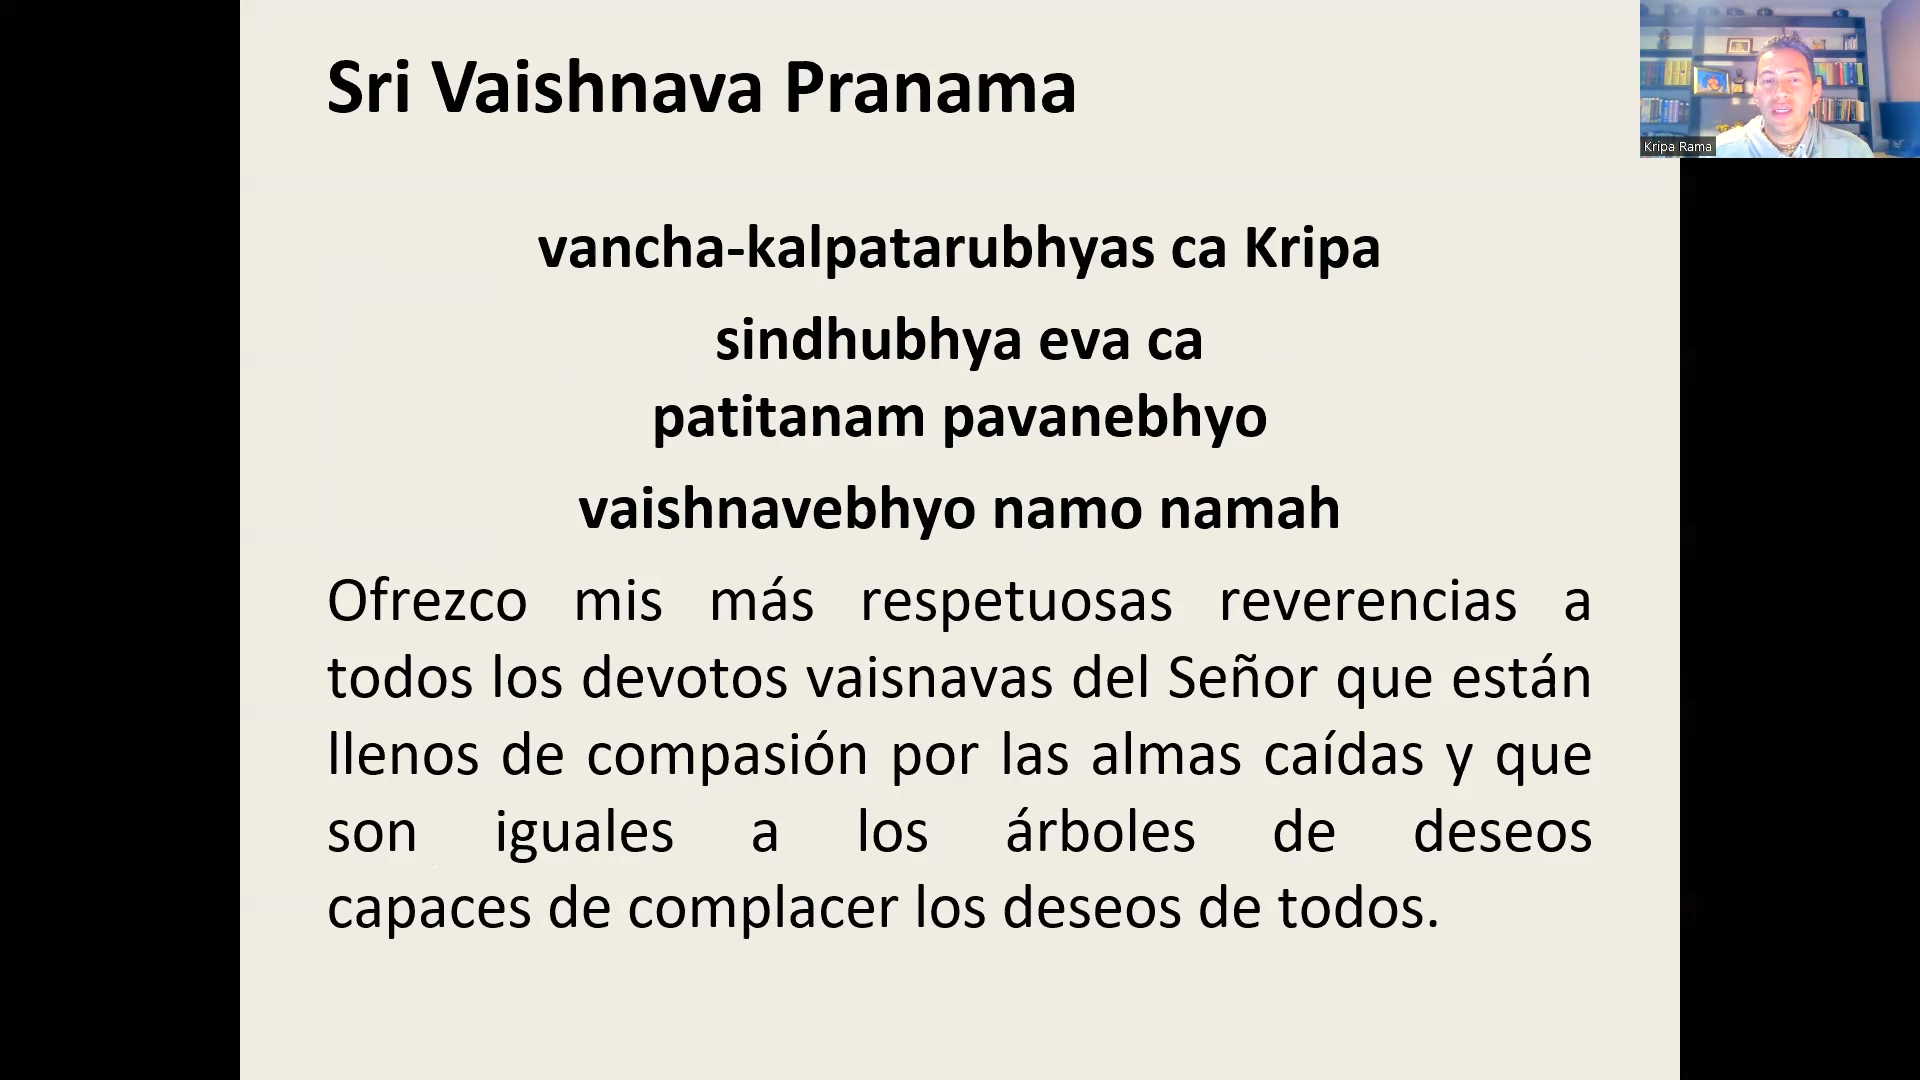 Sri Vaishnava Pranama
Kripa Rama
vancha-kalpatarubhyas ca Kripa
sindhubhya eva ca
patitanam pavanebhyo
vaishnavebhyo namo namah
Ofrezco mis más respetuosas reverencias a
todos los devotos vaisnavas del Señor que están
llenos de compasión por las almas caídas y que
son iguales a los árboles de deseos
capaces de complacer los deseos de todos.